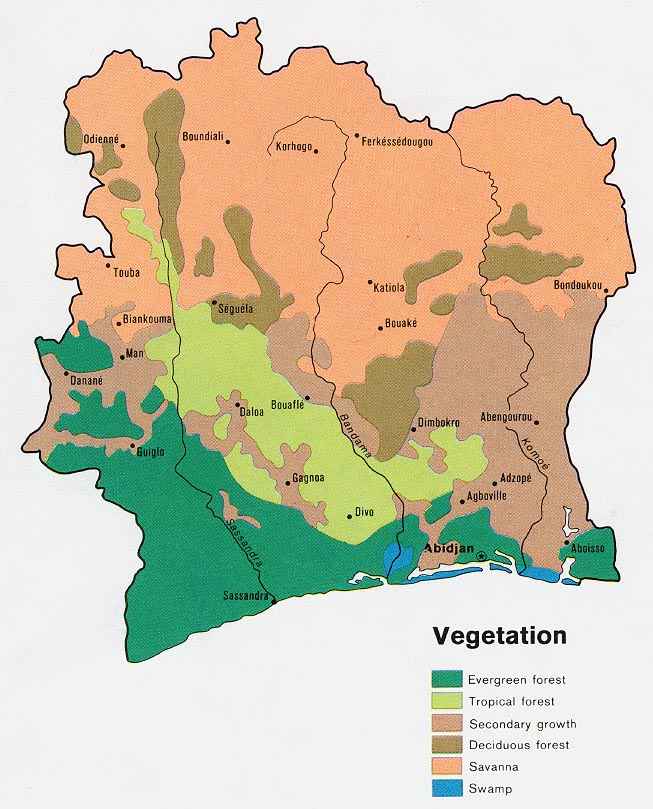 Odienné
Boundiali
Korhogo
Ferkéssédougou
Touba
Katiola
Bondoukou
Séguéla
Biankouma
Bouaké
Man
Danané
Daloa
Bouaflé
Bandama
Dimbokro
Abengourou
Komoé
Guiglo
Gagnoa
Adzopé
Agboville
Divo
Sassandra
Abidjan
Aboisso
Sassandra
Vegetation
Evergreen forest
Tropical forest
Secondary growth
Deciduous forest
Savanna
Swamp